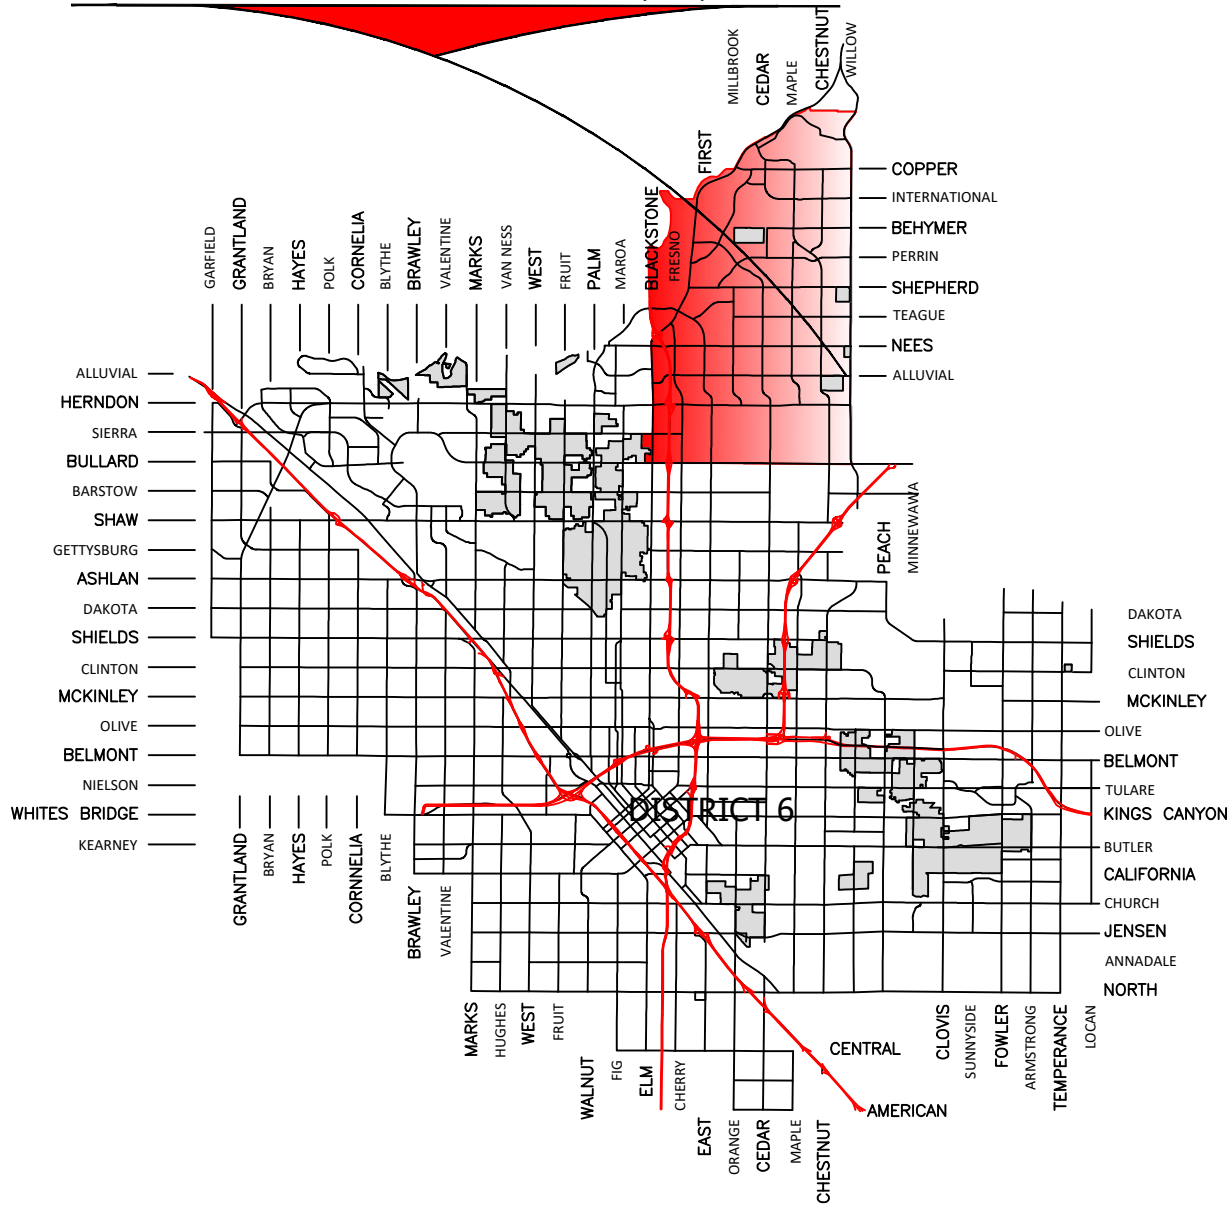 MILLBROOK
CEDAR
MAPLE
CHESTNUT
WILLOW
FIRST
COPPER
INTERNATIONAL
BEHYMER
PERRIN
SHEPHERD
TEAGUE
NEES
ALLUVIAL
GARFIELD
GRANTLAND
BRYAN
HAYES
POLK
CORNELIA
BLYTHE
BRAWLEY
VALENTINE
MARKS
VAN NESS
WEST
FRUIT
PALM
MAROA
BLACKSTONE
FRESNO
ALLUVIAL
HERNDON
SIERRA
BULLARD
BARSTOW
SHAW
GETTYSBURG
ASHLAN
DAKOTA
SHIELDS
CLINTON
MCKINLEY
OLIVE
BELMONT
NIELSON
WHITES BRIDGE
KEARNEY
PEACH
MINNEWAWA
DAKOTA
SHIELDS
CLINTON
MCKINLEY
OLIVE
BELMONT
TULARE
KINGS CANYON
BUTLER
CALIFORNIA
CHURCH
JENSEN
ANNADALE
NORTH
DISTRICT 6
GRANTLAND
BRYAN
HAYES
POLK
CORNNELIA
BLYTHE
BRAWLEY
VALENTINE
MARKS
HUGHES
WEST
FRUIT
WALNUT
FIG
ELM
CHERRY
EAST
ORANGE
CEDAR
MAPLE
CHESTNUT
CENTRAL
AMERICAN
CLOVIS
SUNNYSIDE
FOWLER
ARMSTRONG
TEMPERANCE
LOCAN